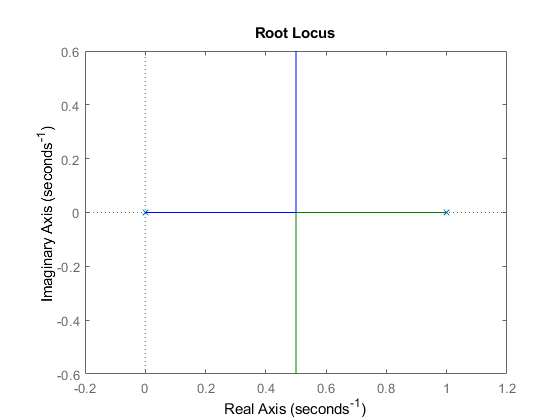 Root Locus
Imaginary Axis (seconds⁻¹)
0.6
0.4
0.2
0
-0.2
-0.4
-0.6
-0.2 0 0.2 0.4 0.6 0.8 1 1.2
Real Axis (seconds⁻¹)